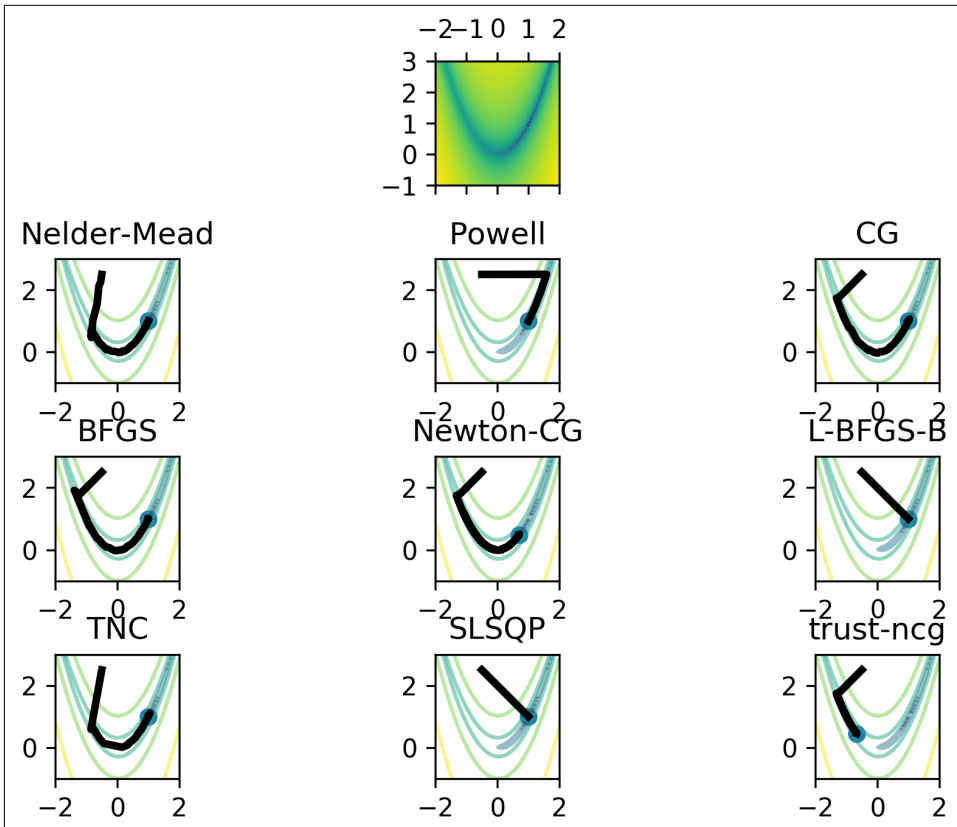 −2−1 0 1 2
3
2
1
0
−1
Nelder-Mead Powell CG
2 2 2
0 0 0
−2 0 2 −2 0 2 −2 0 2
BFGS Newton-CG L-BFGS-B
2 2 2
0 0 0
−2 0 2 −2 0 2 −2 0 2
TNC SLSQP trust-ncg
2 2 2
0 0 0
−2 0 2 −2 0 2 −2 0 2